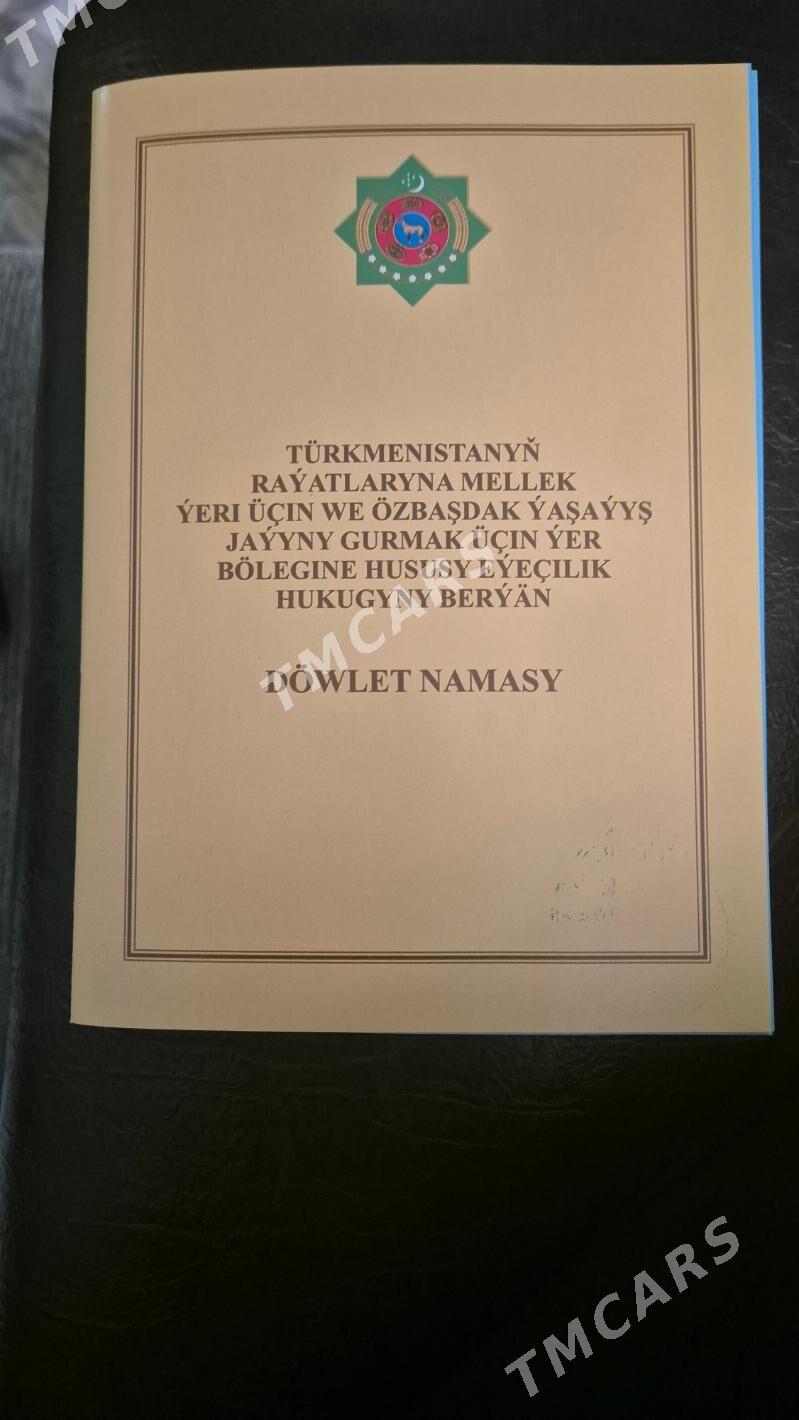 TMCARS
TÜRKMENISTANYŇ
RAÝATLARYNA MELLEK
ÝERI ÜÇIN WE ÖZBAŞDAK ÝAŞAÝYŞ
JAÝYNY GURMAK ÜÇIN ÝER
BÖLEGINE HUSUSY EÝEÇILIK
HUKUGYNY BERÝÄN
DÖWLET NAMASY
TMCARS
TMCARS